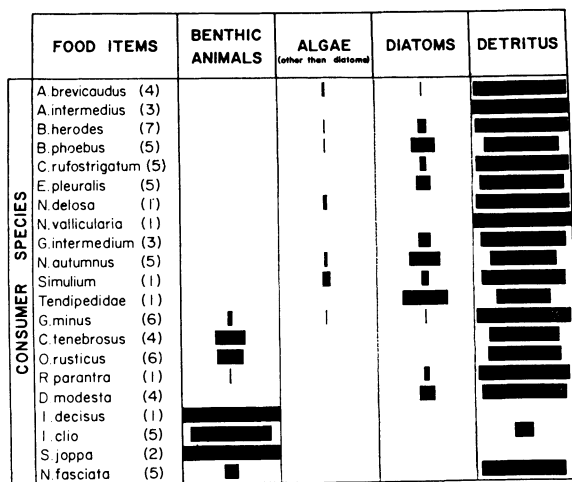 FOOD ITEMS
BENTHIC
ANIMALS
ALGAE
(other than diatoms)
DIATOMS
DETRITUS
CONSUMER SPECIES
A.brevicaudus (4)
A.intermedius (3)
B.herodes (7)
B.phoebus (5)
C.rufostrigatum (5)
E.pleuralis (5)
N.delosa (1)
N.vallicularia (1)
G.intermedium (3)
N.autumnus (5)
Simulium (1)
Tendipedidae (1)
G.minus (6)
C.tenebrosus (4)
O.rusticus (6)
R parantra (1)
D modesta (4)
I.decisus (1)
I.clio (5)
S.joppa (2)
N.fasciata (5)